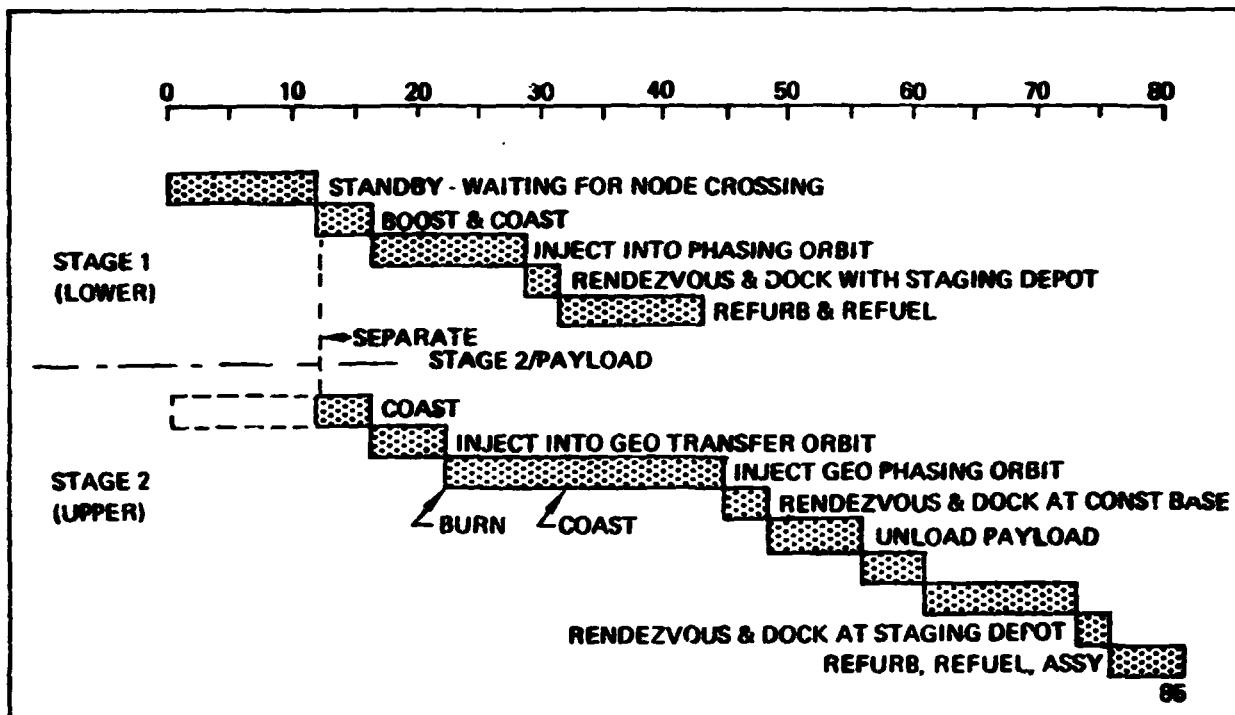 0 10 20 30 40 50 60 70 80
STANDBY - WAITING FOR NODE CROSSING
BOOST & COAST
STAGE 1
(LOWER)
INJECT INTO PHASING ORBIT
RENDEZVOUS & DOCK WITH STAGING DEPOT
REFURB & REFUEL
SEPARATE
STAGE 2/PAYLOAD
COAST
INJECT INTO GEO TRANSFER ORBIT
STAGE 2
(UPPER)
INJECT GEO PHASING ORBIT
RENDEZVOUS & DOCK AT CONST BASE
BURN
COAST
UNLOAD PAYLOAD
RENDEZVOUS & DOCK AT STAGING DEPOT
REFURB, REFUEL, ASSY
85